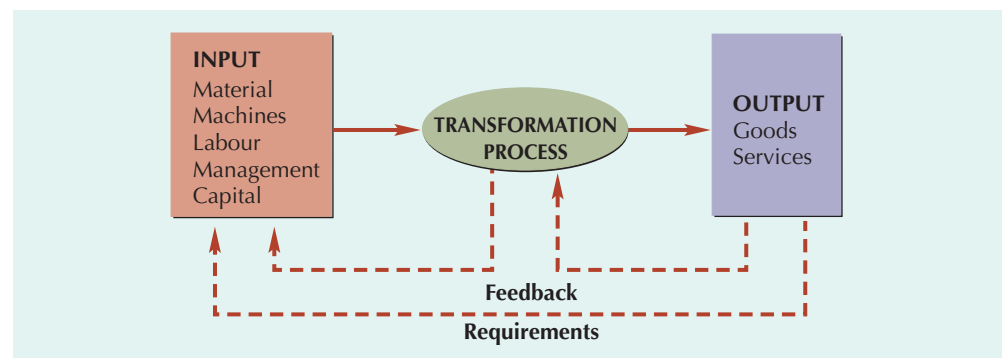 INPUT
Material
Machines
Labour
Management
Capital
TRANSFORMATION
PROCESS
OUTPUT
Goods
Services
Feedback
Requirements